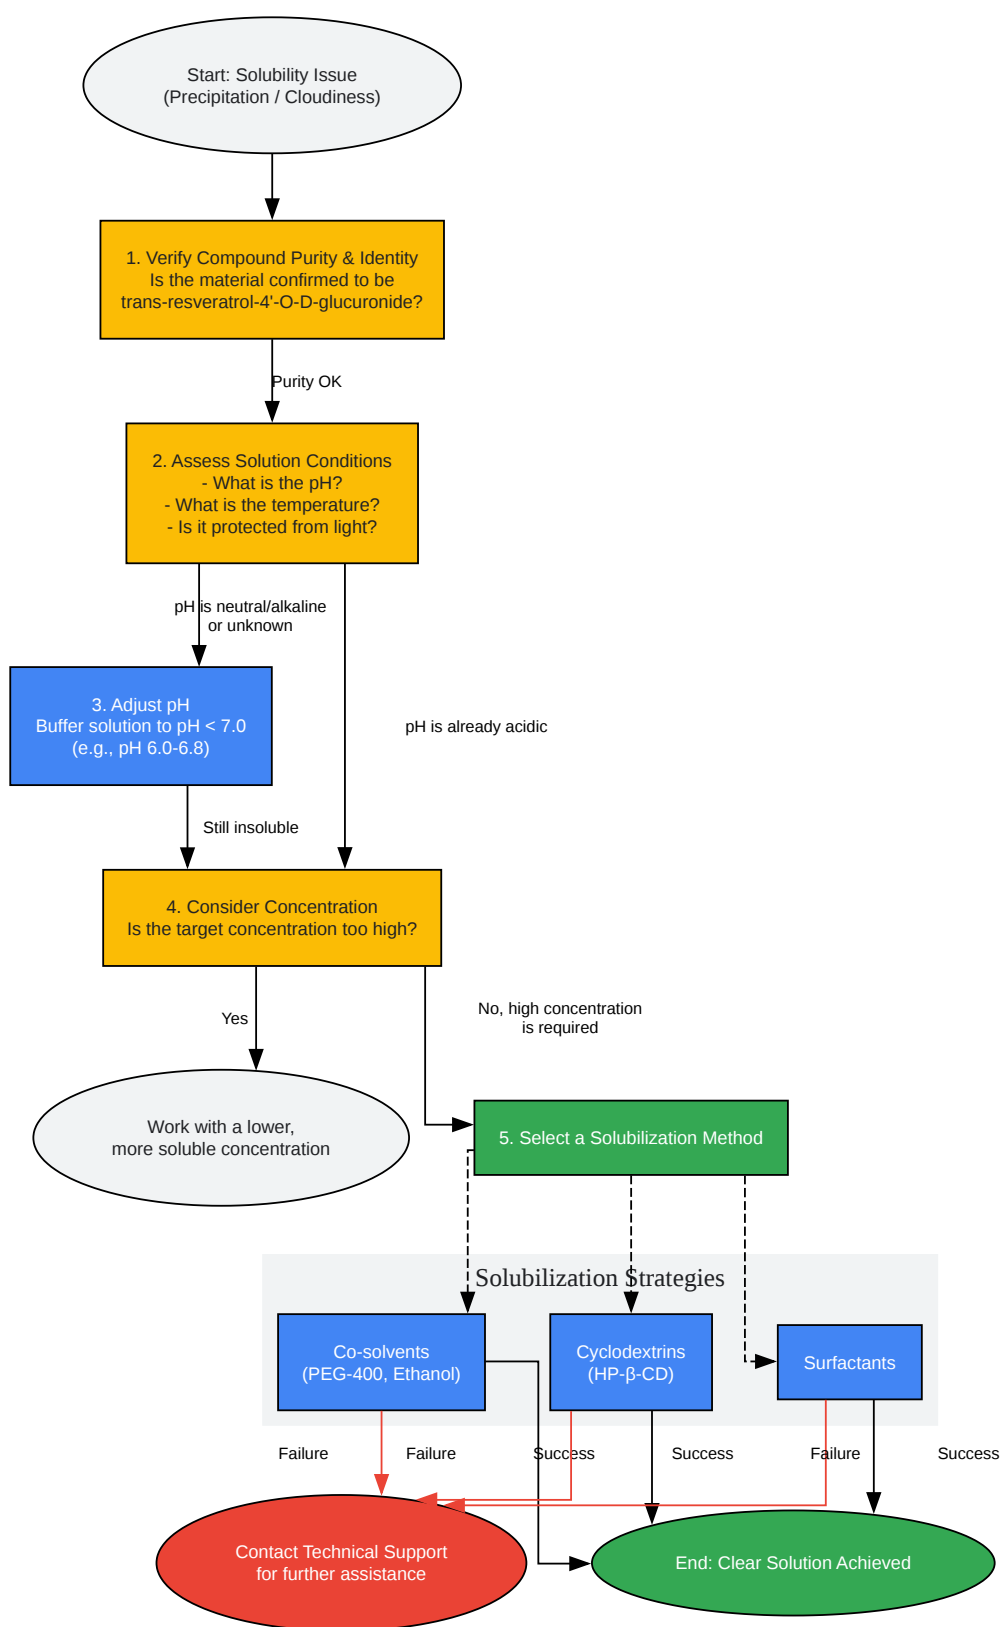 Start: Solubility Issue
(Precipitation / Cloudiness)
1. Verify Compound Purity & Identity
Is the material confirmed to be
trans-resveratrol-4'-O-D-glucuronide?
Purity OK
2. Assess Solution Conditions
- What is the pH?
- What is the temperature?
- Is it protected from light?
pH is neutral/alkaline
or unknown
3. Adjust pH
Buffer solution to pH < 7.0
(e.g., pH 6.0-6.8)
pH is already acidic
Still insoluble
4. Consider Concentration
Is the target concentration too high?
Yes
No, high concentration
is required
Work with a lower,
more soluble concentration
5. Select a Solubilization Method
Solubilization Strategies
Co-solvents
(PEG-400, Ethanol)
Cyclodextrins
(HP-β-CD)
Surfactants
Failure
Failure
Success
Success
Failure
Success
Contact Technical Support
for further assistance
End: Clear Solution Achieved